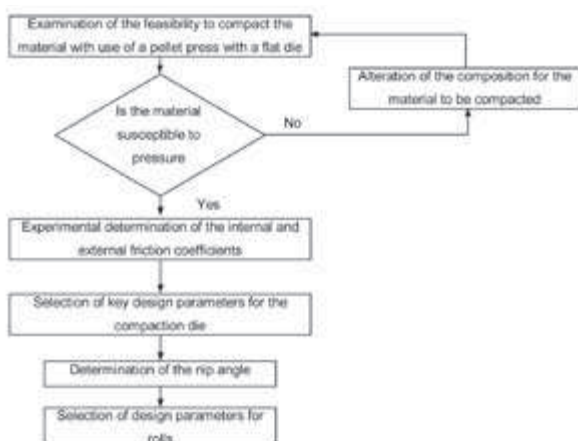 Examination of the feasibility to compact the
material with use of a pellet press with a flat die
Alteration of the composition for the
material to be compacted
Is the material
susceptible to
pressure
No
Yes
Experimental determination of the internal and
external friction coefficients
Selection of key design parameters for the
compaction die
Determination of the nip angle
Selection of design parameters for
rolls